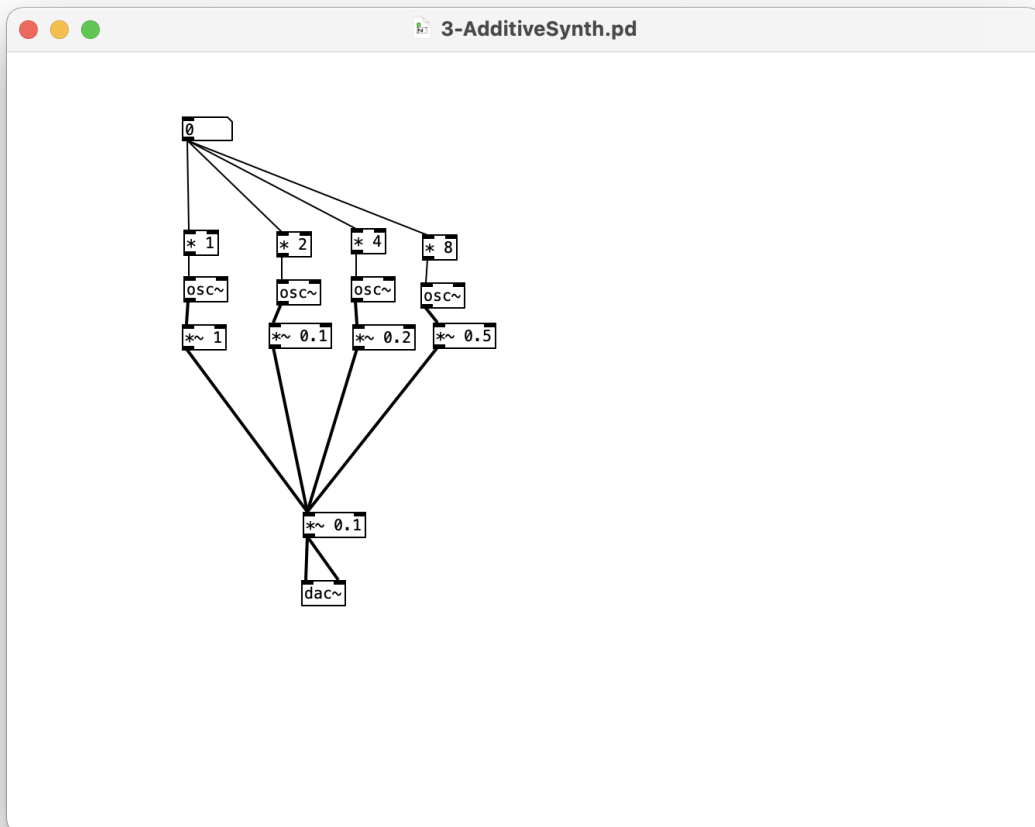 3-AdditiveSynth.pd
0
* 1
* 2
* 4
* 8
osc~
osc~
osc~
osc~
*~ 1
*~ 0.1
*~ 0.2
*~ 0.5
*~ 0.1
dac~